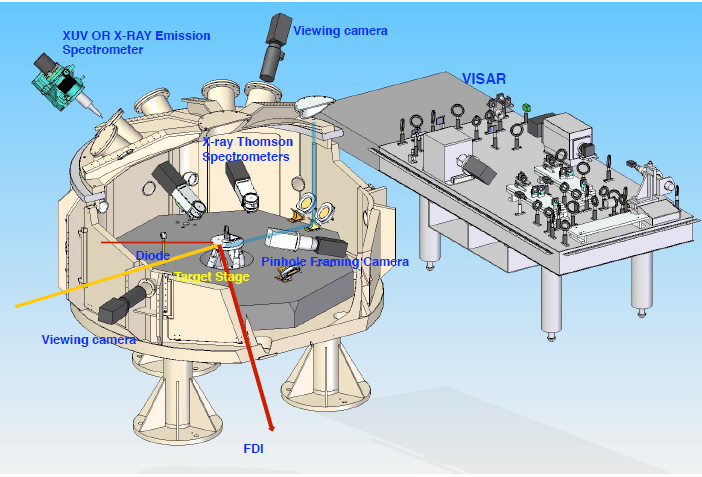 XUV OR X-RAY Emission
Spectrometer
Viewing camera
VISAR
X-ray Thomson
Spectrometers
Diode
Pinhole Framing Camera
Target Stage
Viewing camera
FDI